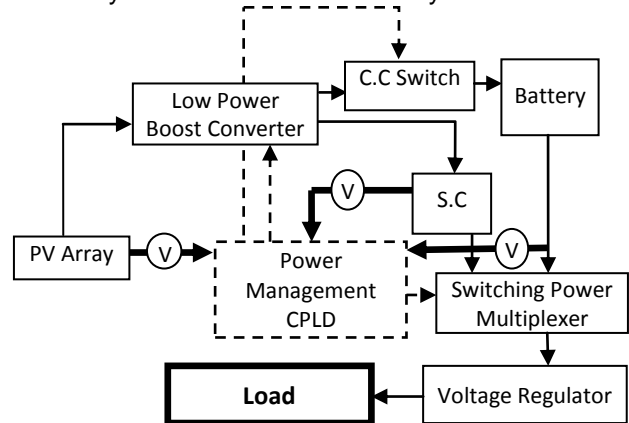 C.C Switch
Battery
Low Power
Boost Converter
V
S.C
PV Array
V
V
Power
Management
CPLD
Switching Power
Multiplexer
Load
Voltage Regulator